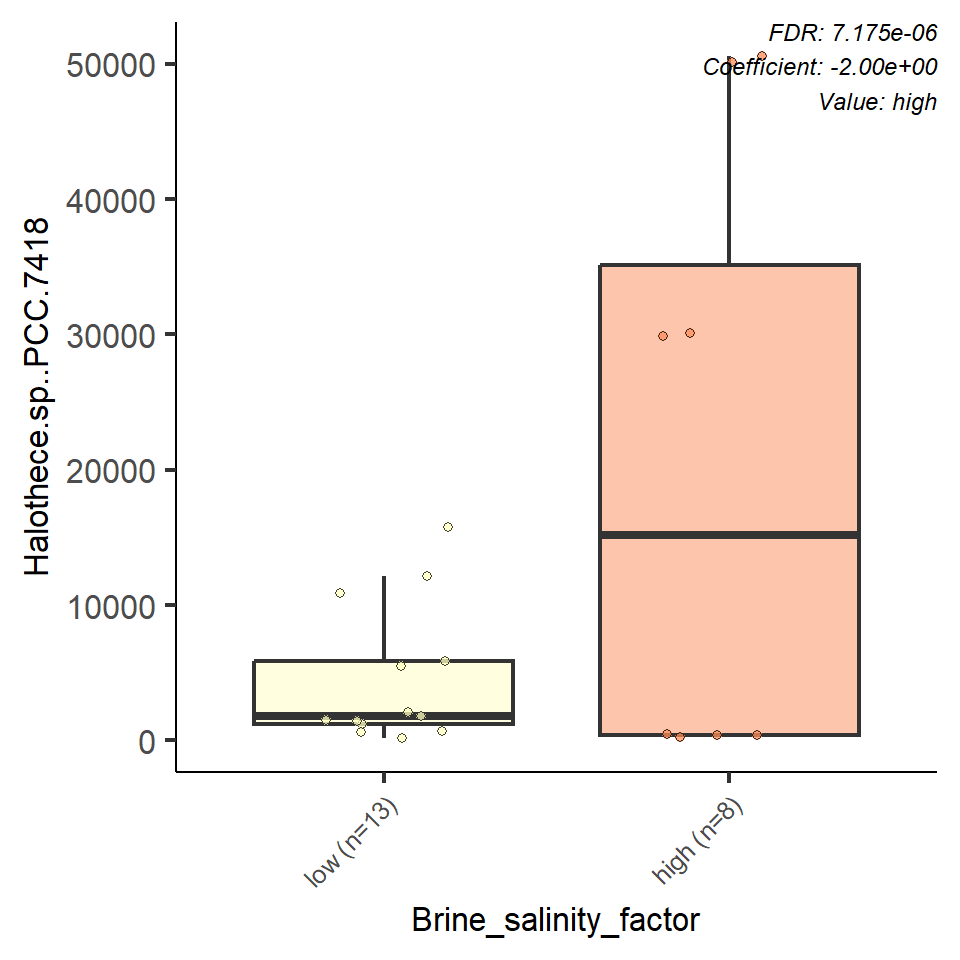 FDR: 7.175e-06
Coefficient: -2.00e+00
Value: high
50000
40000
30000
20000
10000
0
Halothece.sp..PCC.7418
low (n=13)
high (n=8)
Brine_salinity_factor